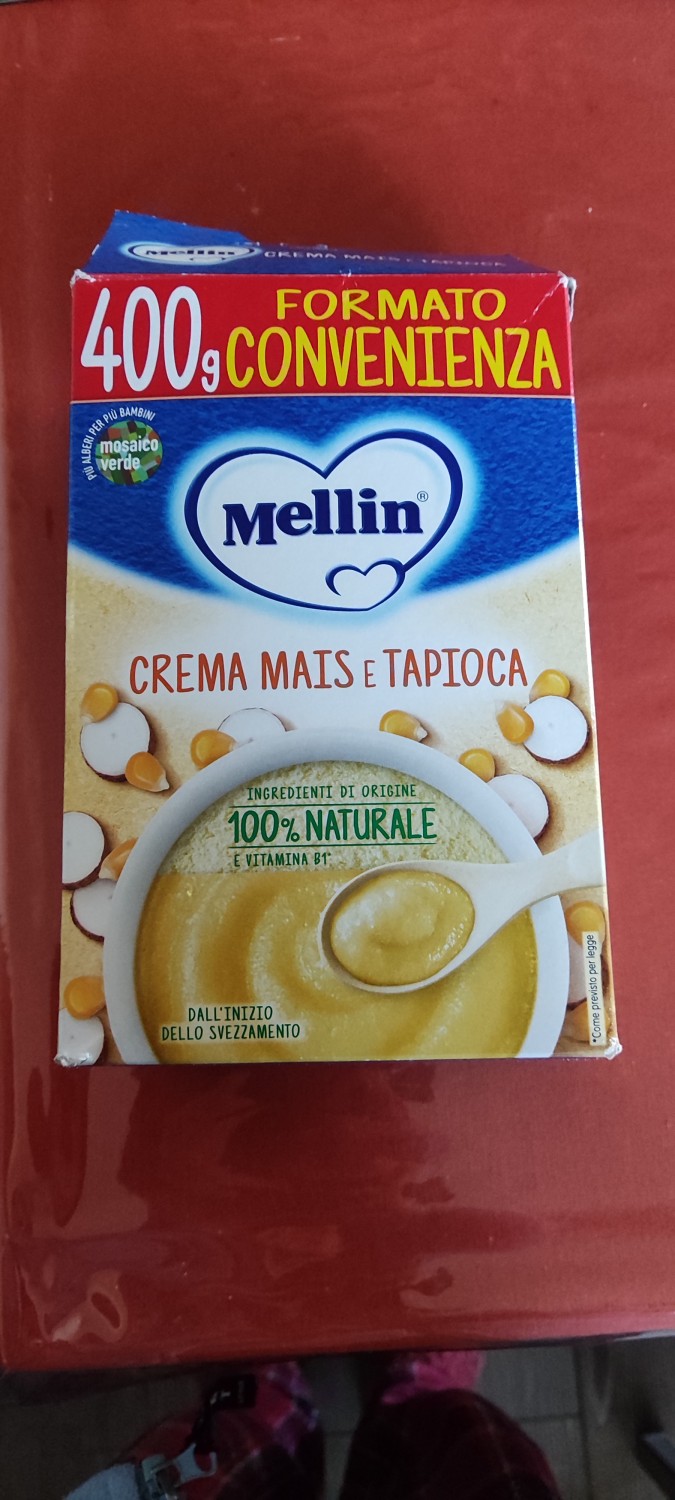 Mellin CREMA MAIS E TAPIOCA
400g
FORMATO
CONVENIENZA
PIÙ ALBERI PER PIÙ BAMBINI
mosaico
verde
Mellin®
CREMA MAIS E TAPIOCA
INGREDIENTI DI ORIGINE
100% NATURALE
E VITAMINA B1*
DALL'INIZIO
DELLO SVEZZAMENTO
*Come previsto per legge